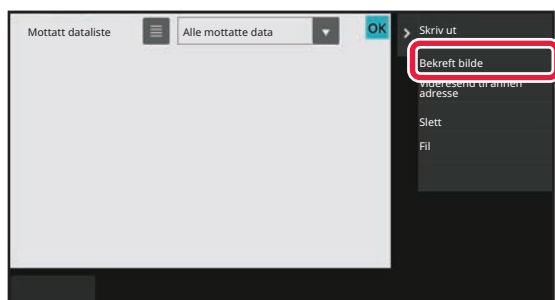 Mottatt dataliste
Alle mottatte data
OK
Skriv ut
Bekreft bilde
Videresend til annen
adresse
Slett
Fil